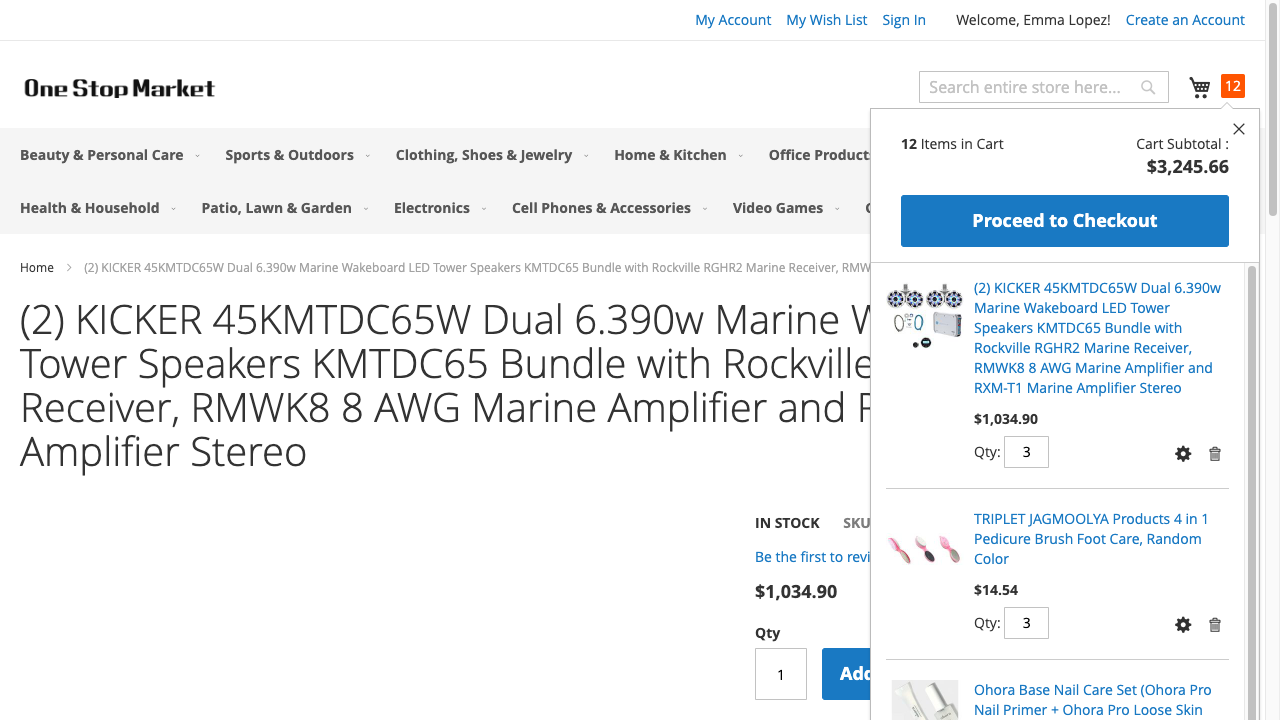 My Account My Wish List Sign In Welcome, Emma Lopez! Create an Account
One Stop Market
Search entire store here...
12
Beauty & Personal Care Sports & Outdoors Clothing, Shoes & Jewelry Home & Kitchen Office Product
Health & Household Patio, Lawn & Garden Electronics Cell Phones & Accessories Video Games
Home (2) KICKER 45KMTDC65W Dual 6.390w Marine Wakeboard LED Tower Speakers KMTDC65 Bundle with Rockville RGHR2 Marine Receiver, RMW
(2) KICKER 45KMTDC65W Dual 6.390w Marine W
Tower Speakers KMTDC65 Bundle with Rockville
Receiver, RMWK8 8 AWG Marine Amplifier and
Amplifier Stereo
IN STOCK SKU
Be the first to revi
$1,034.90
Qty
1
Add
12 Items in Cart
Cart Subtotal :
$3,245.66
Proceed to Checkout
(2) KICKER 45KMTDC65W Dual 6.390w
Marine Wakeboard LED Tower
Speakers KMTDC65 Bundle with
Rockville RGHR2 Marine Receiver,
RMWK8 8 AWG Marine Amplifier and
RXM-T1 Marine Amplifier Stereo
$1,034.90
Qty: 3
TRIPLET JAGMOOLYA Products 4 in 1
Pedicure Brush Foot Care, Random
Color
$14.54
Qty: 3
Ohora Base Nail Care Set (Ohora Pro
Nail Primer + Ohora Pro Loose Skin